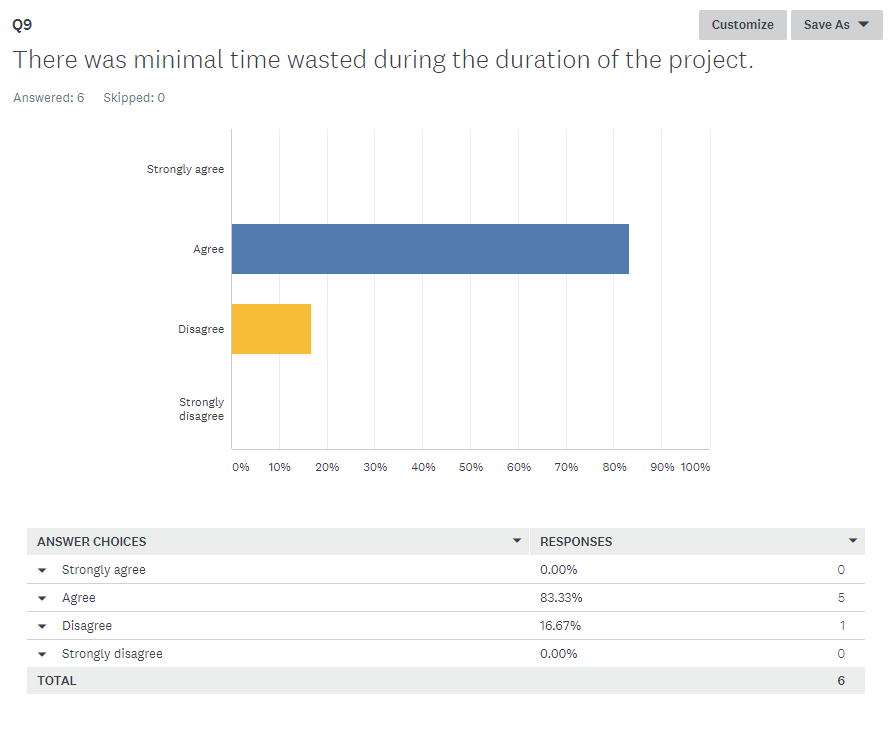 Q9
Customize
Save As
There was minimal time wasted during the duration of the project.
Answered: 6 Skipped: 0
Strongly agree
Agree
Disagree
Strongly
disagree
0% 10% 20% 30% 40% 50% 60% 70% 80% 90% 100%
ANSWER CHOICES RESPONSES
Strongly agree 0.00% 0
Agree 83.33% 5
Disagree 16.67% 1
Strongly disagree 0.00% 0
TOTAL 6